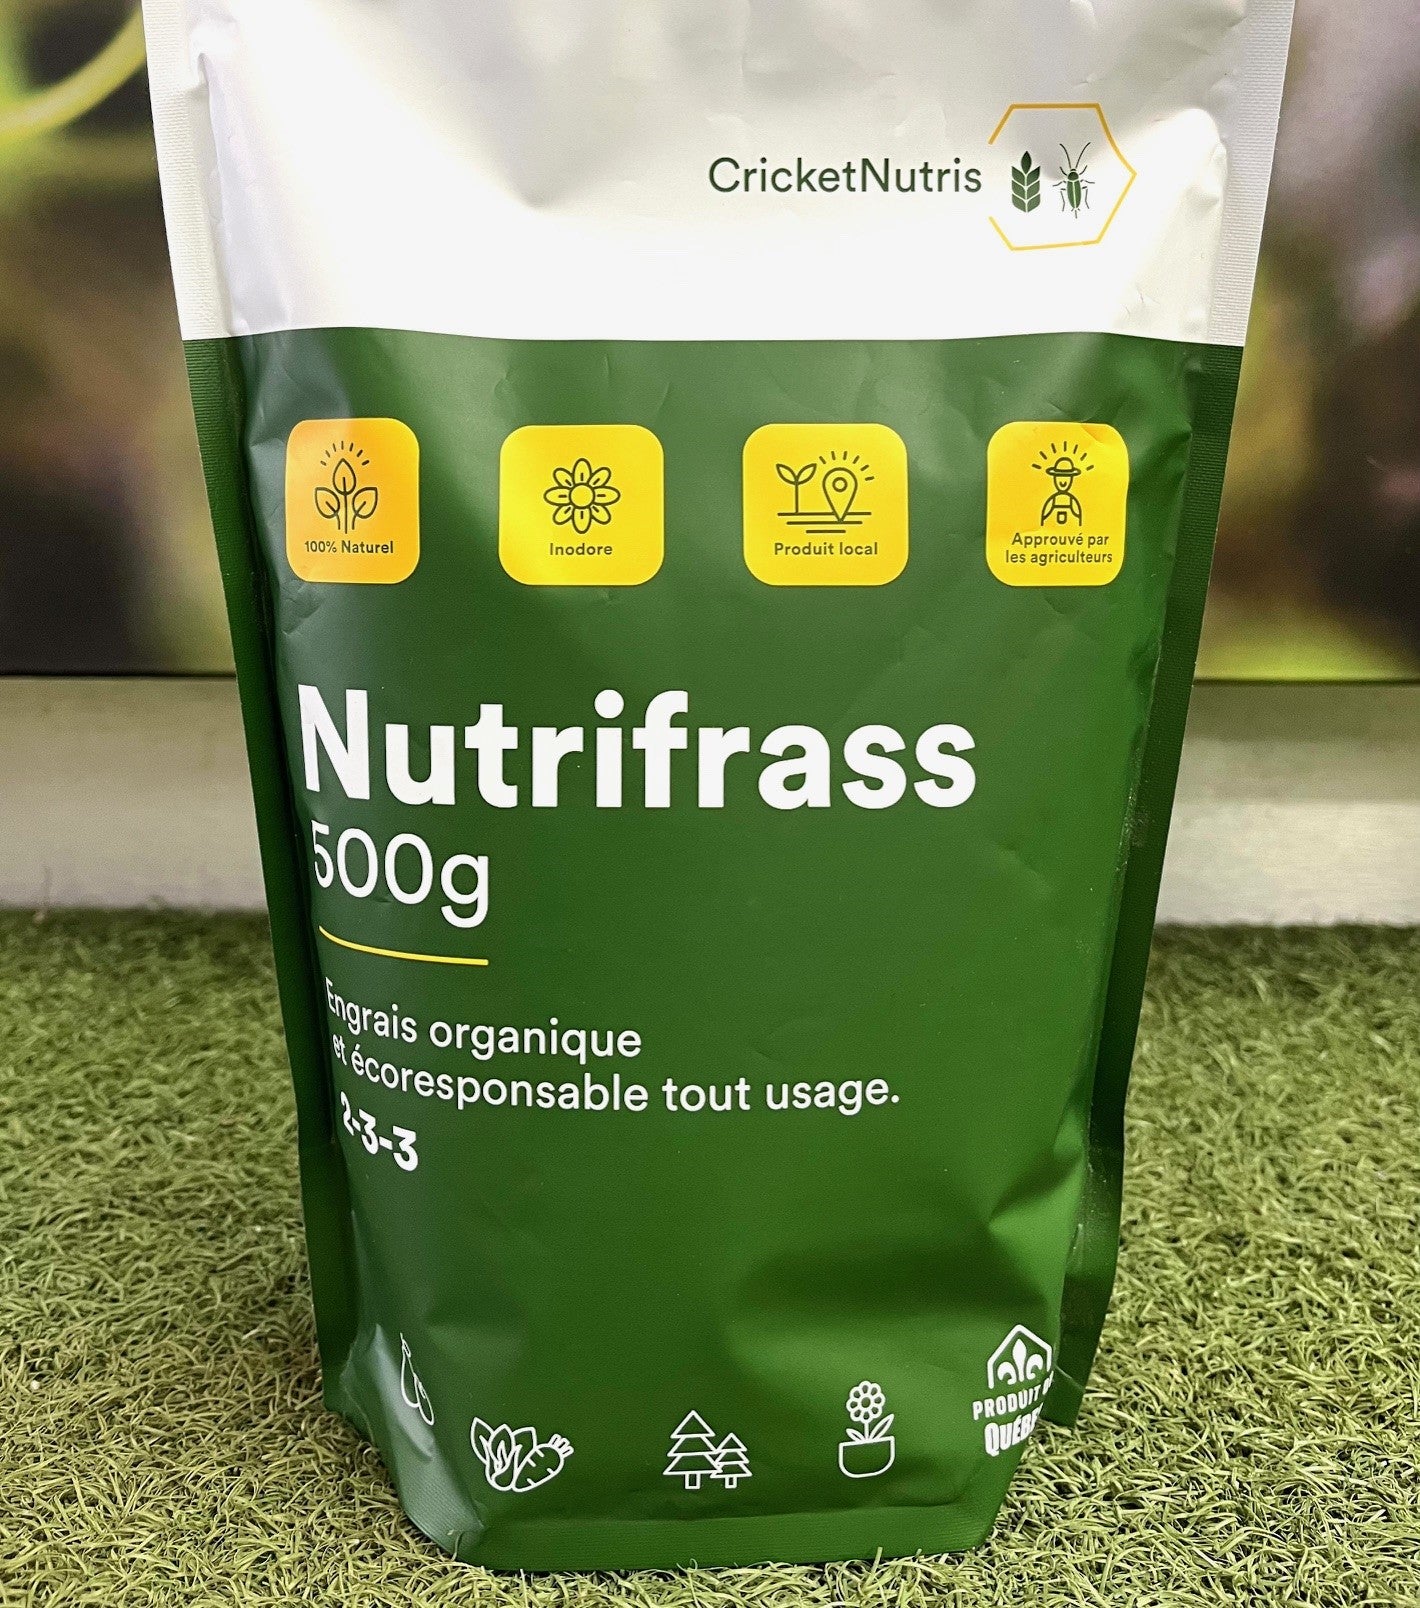 CricketNutris
100% Naturel
Inodore
Produit local
Approuvé par
les agriculteurs
Nutrifrass
500g
Engrais organique
et écoresponsable tout usage.
2-3-3
PRODUIT